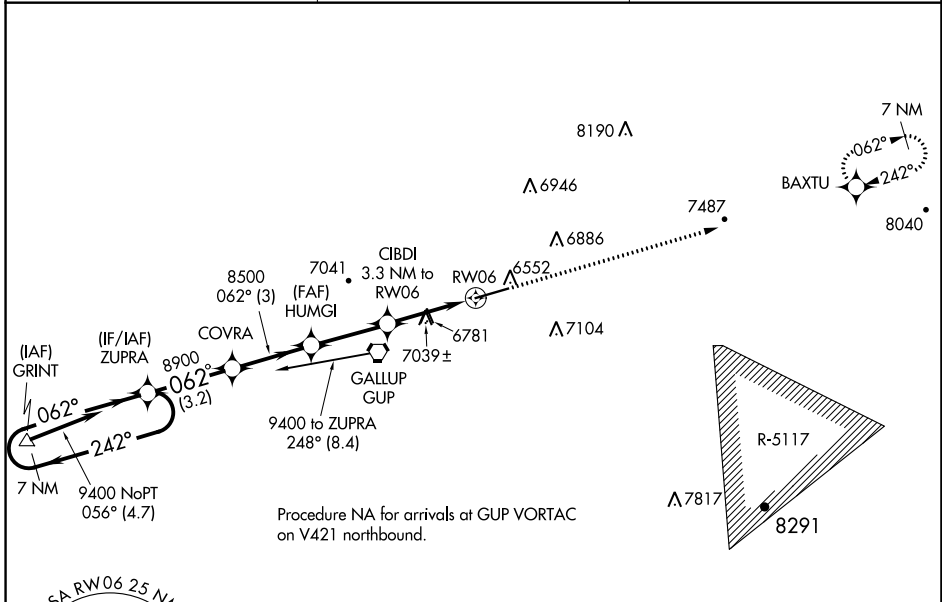 7 NM
8190
062°
242°
BAXTU
6946
7487
8040
6886
CIBDI
3.3 NM to
RW06
7041
8500
062° (3)
(FAF)
HUMGI
RW06
6552
COVRA
6781
7104
7039 ±
(IF/IAF)
ZUPRA
8900
062°
(3.2)
(IAF)
GRINT
GALLUP
GUP
062°
9400 to ZUPRA
248° (8.4)
242°
R-5117
7 NM
9400 NoPT
056° (4.7)
7817
Procedure NA for arrivals at GUP VORTAC
on V421 northbound.
8291
SA RW06 25 N